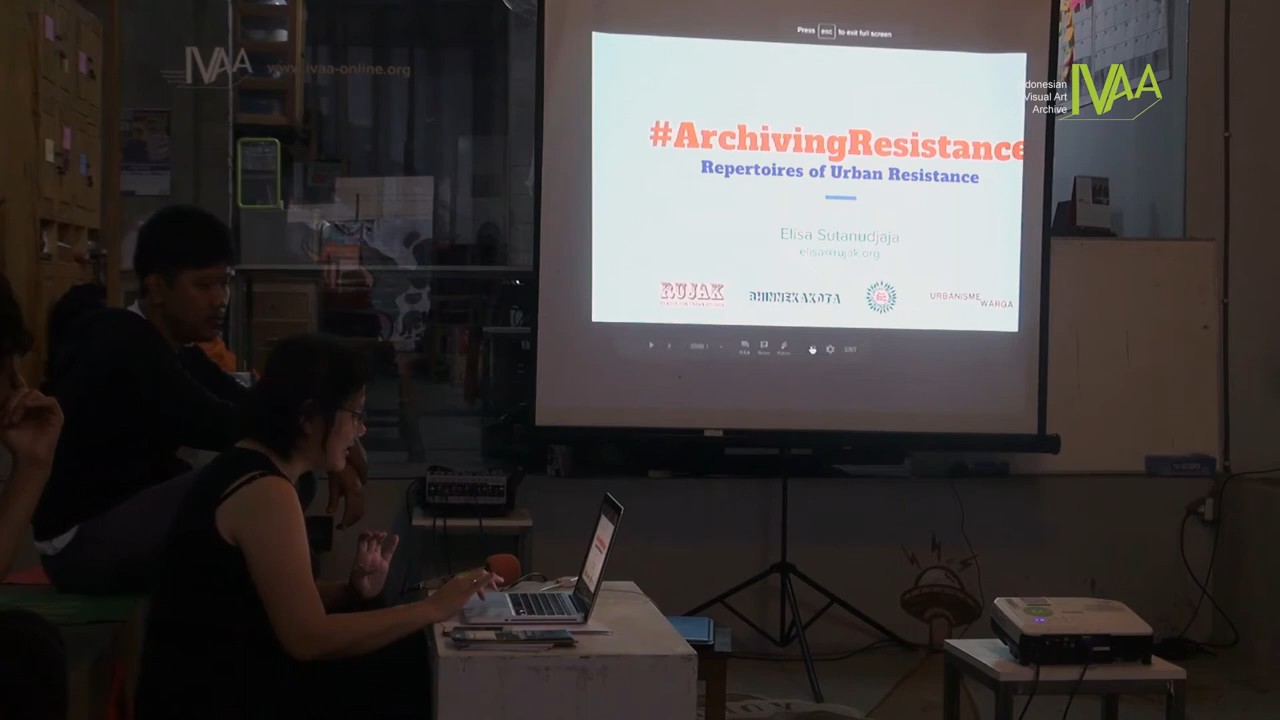 Press esc to exit full screen
IVAA
www.ivaa-online.org
Indonesian
Visual Art
Archive
IVAA
#ArchivingResistance
Repertoires of Urban Resistance
Elisa Sutanudjaja
elisa@rujak.org
RUJAK
BHINNEKAKOTA
URBANISME
WARGA
EXIT